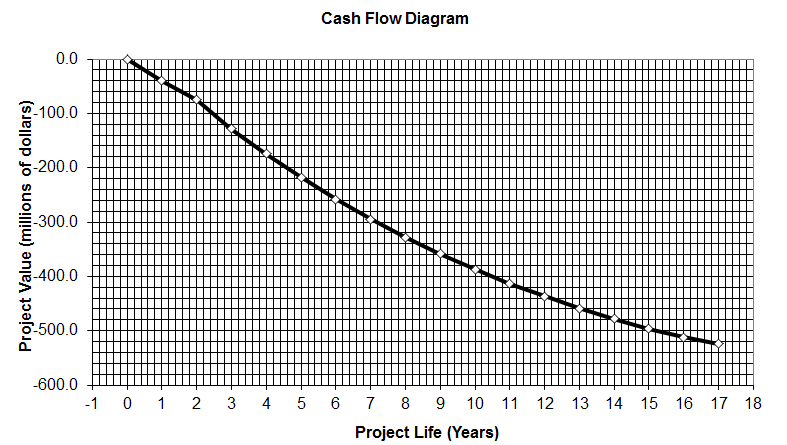 Cash Flow Diagram
0.0
-100.0
-200.0
-300.0
-400.0
-500.0
-600.0
Project Value (millions of dollars)
-1 0 1 2 3 4 5 6 7 8 9 10 11 12 13 14 15 16 17 18
Project Life (Years)